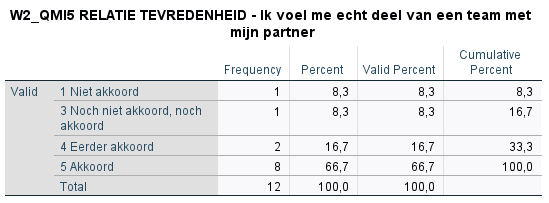 W2_QMI5 RELATIE TEVREDENHEID - Ik voel me echt deel van een team met
mijn partner
Frequency Percent Valid Percent Cumulative Percent
Valid 1 Niet akkoord 1 8,3 8,3 8,3
3 Noch niet akkoord, noch akkoord 1 8,3 8,3 16,7
4 Eerder akkoord 2 16,7 16,7 33,3
5 Akkoord 8 66,7 66,7 100,0
Total 12 100,0 100,0